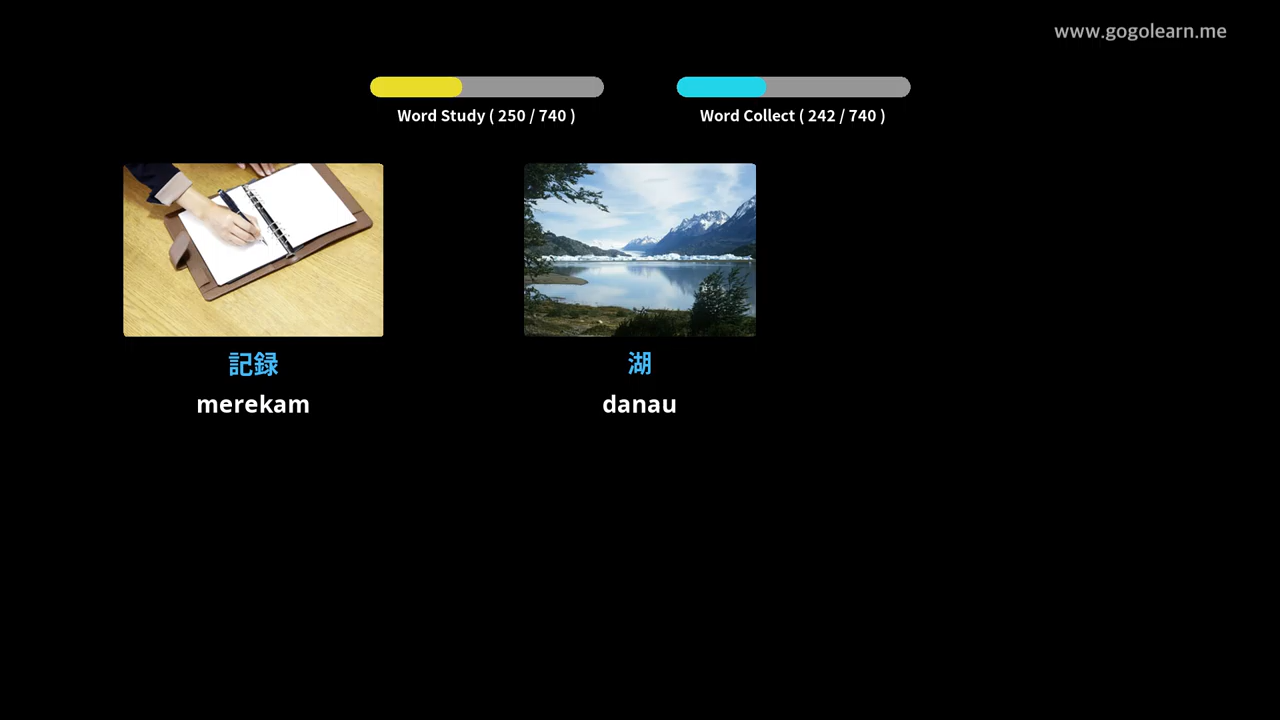 www.gogolearn.me
Word Study ( 250 / 740 )
Word Collect ( 242 / 740 )
記録
merekam
湖
danau